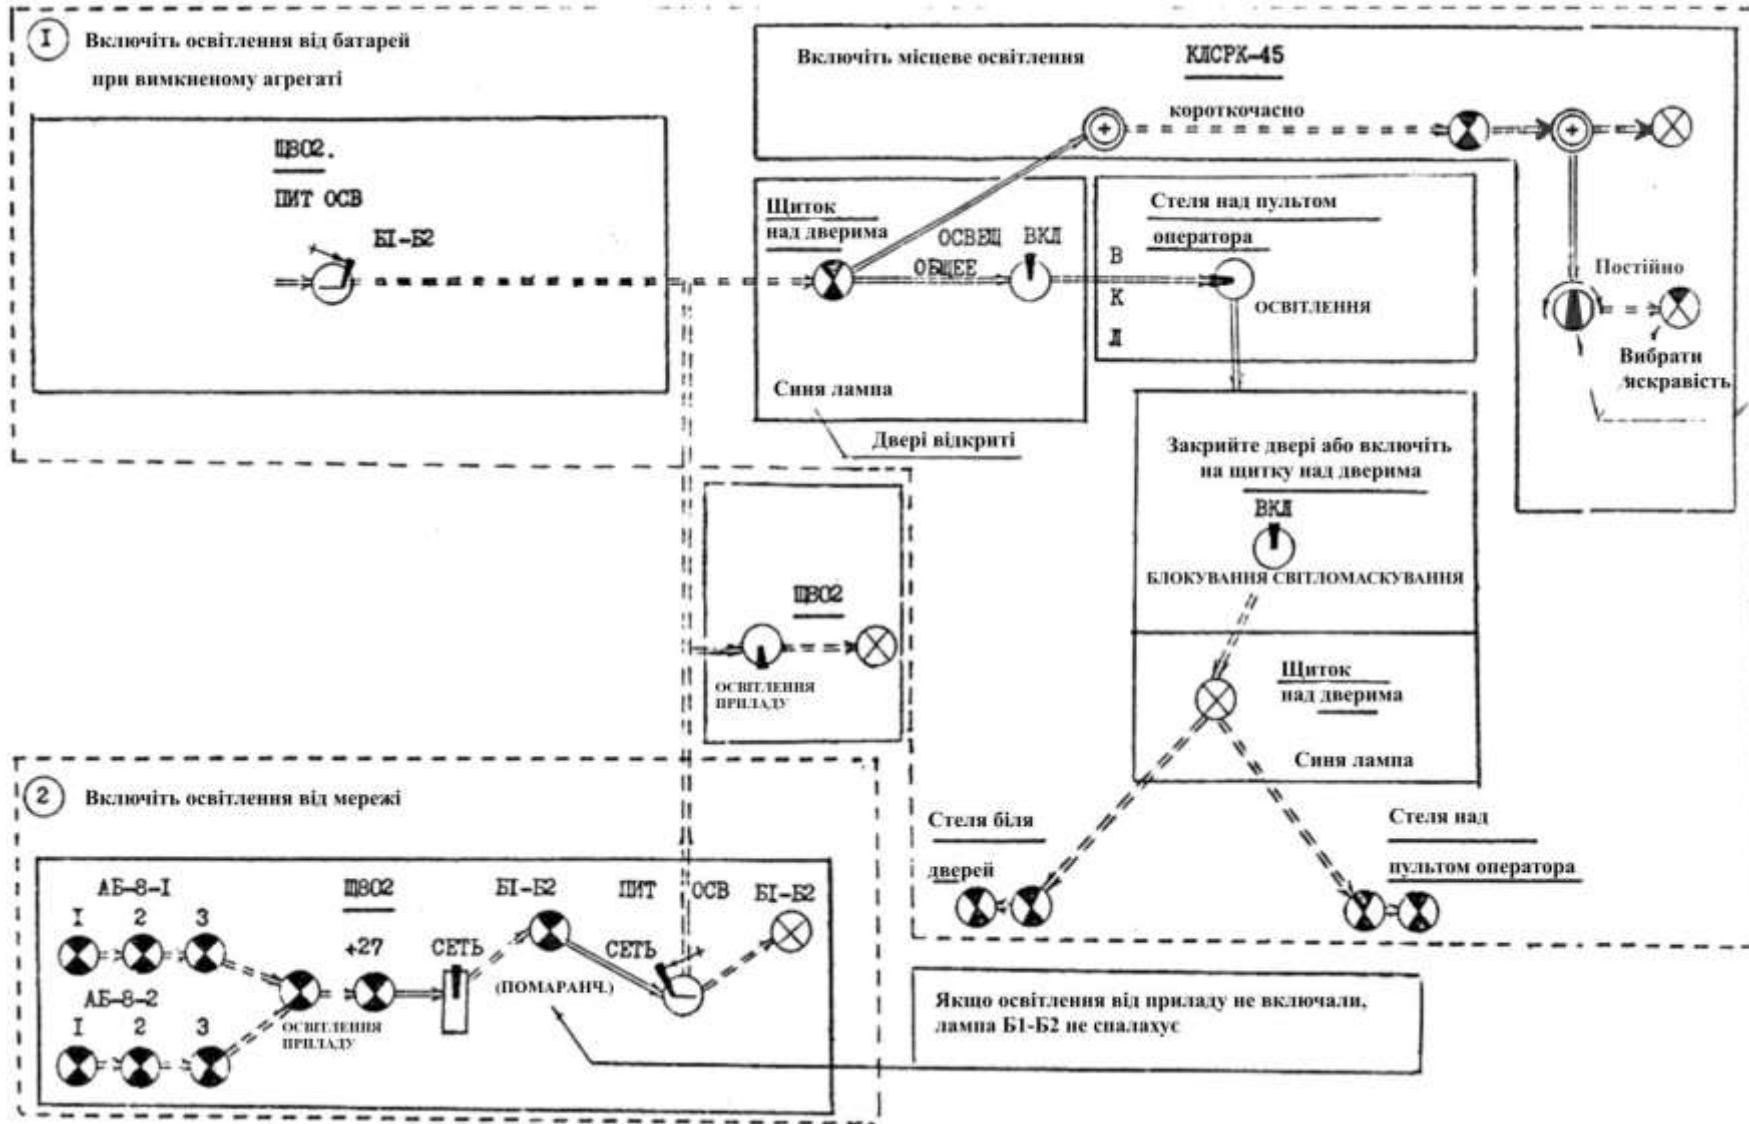 I Включіть освітлення від батарей
при вимкненому агрегаті
ЩВО2.
ПИТ ОСВ
БІ-Б2
Включіть місцеве освітлення КЛСРК-45
короткочасно
Щиток
над дверима
ОСВЕЩ ВКЛ
ОБЩЕЕ
Синя лампа
Двері відкриті
Стеля над пультом
оператора
В
К
Л
ОСВІТЛЕННЯ
Постійно
Вибрати
яскравість
Закрийте двері або включіть
на щитку над дверима
ВКЛ
БЛОКУВАННЯ СВІТЛОМАСКУВАННЯ
ЩВО2
ОСВІТЛЕННЯ
ПРИЛАДУ
Щиток
над дверима
Синя лампа
Стеля біля
дверей
Стеля над
пультом оператора
2 Включіть освітлення від мережі
АБ-8-I Щ802 БІ-Б2 ПИТ ОСВ БІ-Б2
I 2 3
+27 СЕТЬ СЕТЬ
АБ-8-2
(ПОМАРАНЧ.)
I 2 3
ОСВІТЛЕННЯ
ПРИЛАДУ
Якщо освітлення від приладу не включали,
лампа Б1-Б2 не спалахує